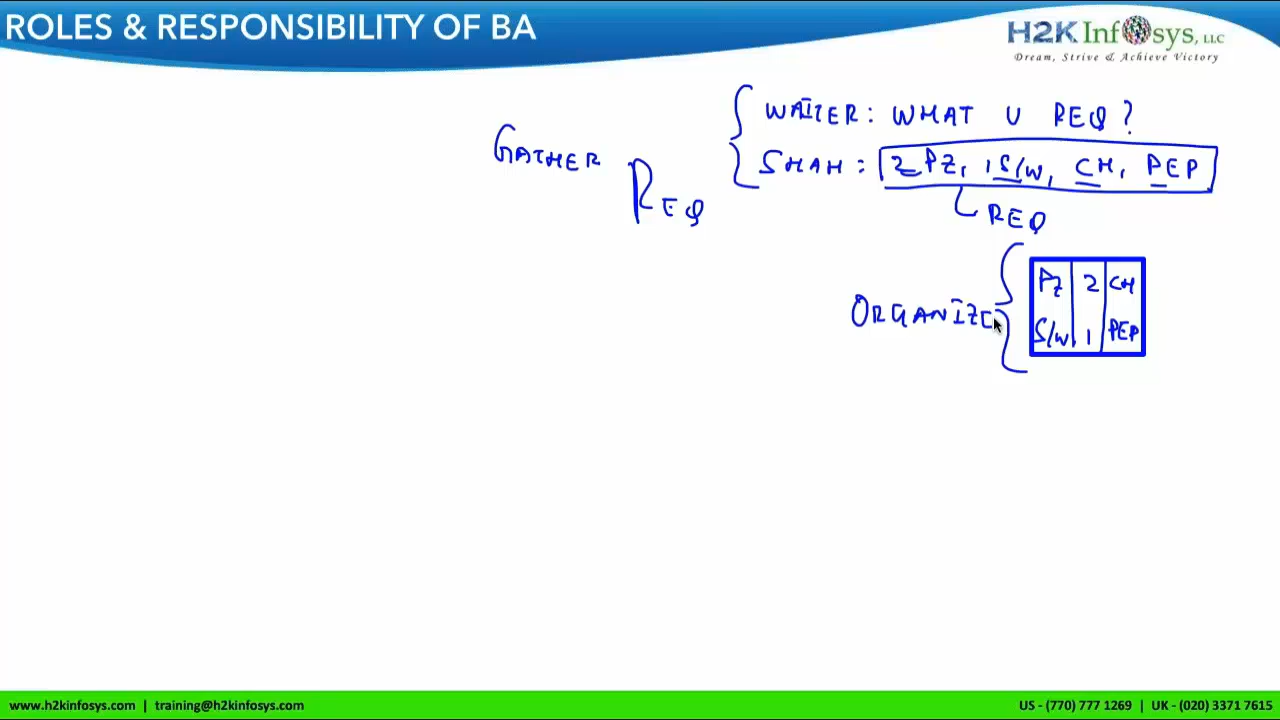 ROLES & RESPONSIBILITY OF BA
H2K Infosys, LLC
Dream, Strive & Achieve Victory
WAITER: WHAT U REQ?
GATHER
REQ
SHAH: 2 PZ, 1 S/W, CH, PEP
REQ
ORGANIZE
PZ 2 CH
S/W 1 PEP
www.h2kinfosys.com | training@h2kinfosys.com
US - (770) 777 1269 | UK - (020) 3371 7615